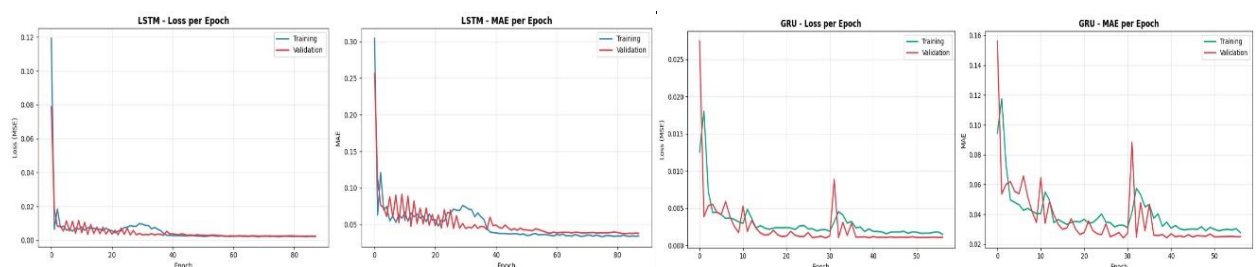 LSTM - Loss per Epoch
Training
Validation
0.12
0.10
0.08
0.06
0.04
0.02
0.00
Loss (MSE)
0 20 40 60 80
Epoch
LSTM - MAE per Epoch
Training
Validation
0.30
0.25
0.20
0.15
0.10
0.05
MAE
0 20 40 60 80
Epoch
GRU - Loss per Epoch
Training
Validation
0.025
0.020
0.015
0.010
0.005
0.000
Loss (MSE)
0 10 20 30 40 50
Epoch
GRU - MAE per Epoch
Training
Validation
0.16
0.14
0.12
0.10
0.08
0.06
0.04
0.02
MAE
0 10 20 30 40 50
Epoch